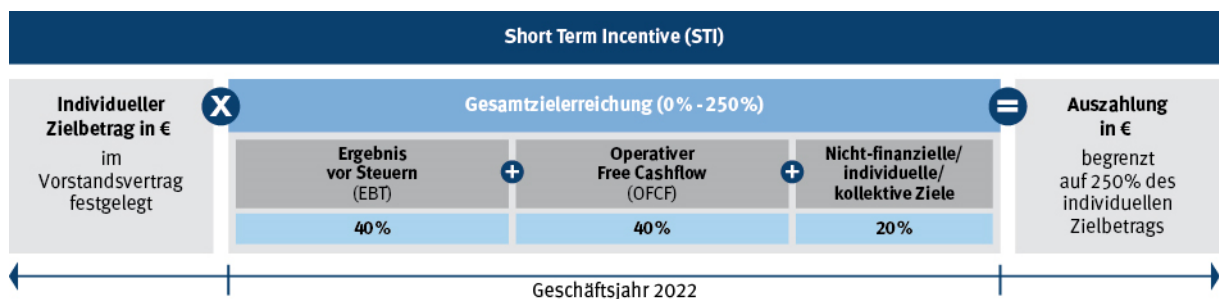 Short Term Incentive (STI)
Individueller
Zielbetrag in €
im
Vorstandsvertrag
festgelegt
X
Gesamtzielerreichung (0% - 250%)
Ergebnis
vor Steuern
(EBT)
40%
+
Operativer
Free Cashflow
(OFCF)
40%
+
Nicht-finanzielle/
individuelle/
kollektive Ziele
20%
=
Auszahlung
in €
begrenzt
auf 250% des
individuellen
Zielbetrags
Geschäftsjahr 2022